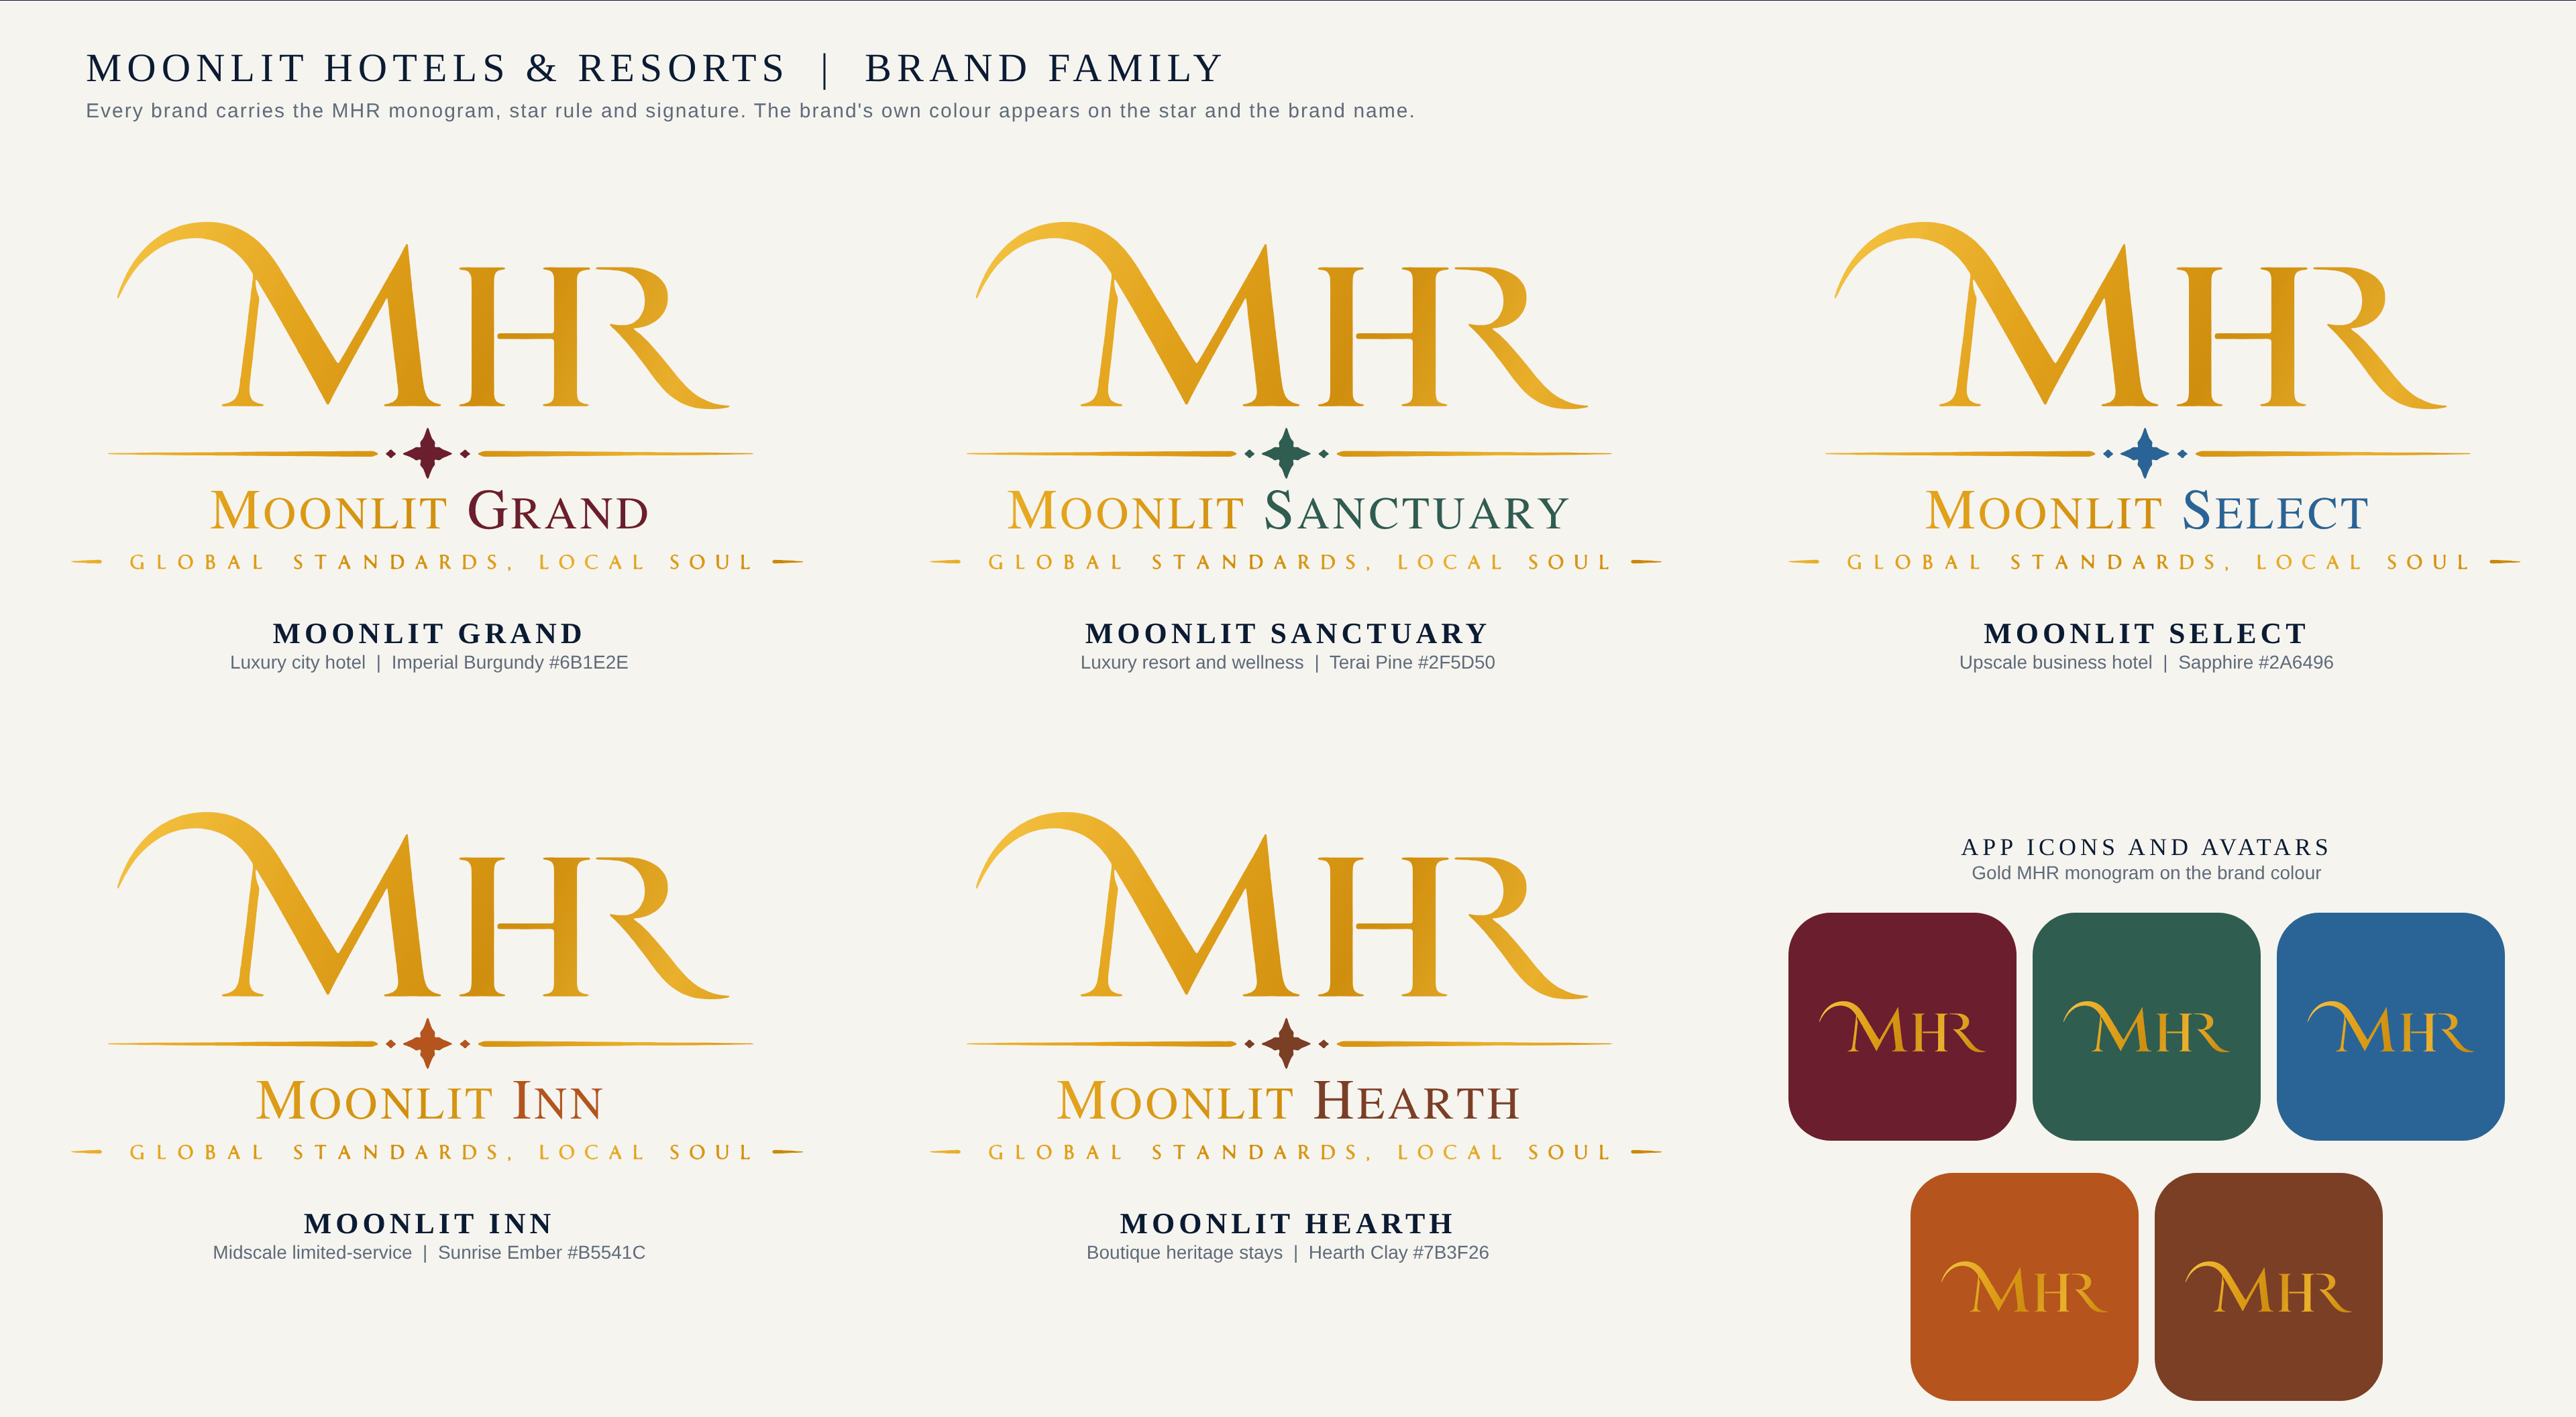 MOONLIT HOTELS & RESORTS | BRAND FAMILY
Every brand carries the MHR monogram, star rule and signature. The brand's own colour appears on the star and the brand name.
MHR
MOONLIT GRAND
GLOBAL STANDARDS, LOCAL SOUL
MOONLIT GRAND
Luxury city hotel | Imperial Burgundy #6B1E2E
MHR
MOONLIT SANCTUARY
GLOBAL STANDARDS, LOCAL SOUL
MOONLIT SANCTUARY
Luxury resort and wellness | Terai Pine #2F5D50
MHR
MOONLIT SELECT
GLOBAL STANDARDS, LOCAL SOUL
MOONLIT SELECT
Upscale business hotel | Sapphire #2A6496
MHR
MOONLIT INN
GLOBAL STANDARDS, LOCAL SOUL
MOONLIT INN
Midscale limited-service | Sunrise Ember #B5541C
MHR
MOONLIT HEARTH
GLOBAL STANDARDS, LOCAL SOUL
MOONLIT HEARTH
Boutique heritage stays | Hearth Clay #7B3F26
APP ICONS AND AVATARS
Gold MHR monogram on the brand colour
MHR
MHR
MHR
MHR
MHR